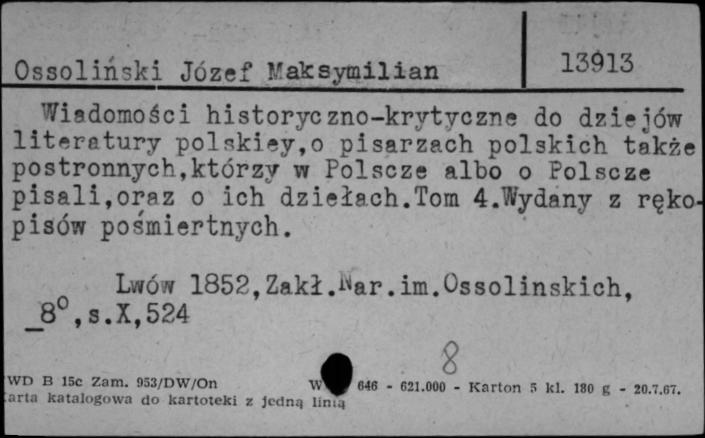 Ossoliński Józef Maksymilian
13913
Wiadomości historyczno-krytyczne do dziejów
literatury polskiey,o pisarzach polskich także
postronnych,którzy w Polscze albo o Polscze
pisali,oraz o ich dziełach.Tom 4.Wydany z ręko-
pisów pośmiertnych.
Lwów 1852,Zakł.Nar.im.Ossolinskich,
8°,s.X,524
8
WD B 15c Zam. 953/DW/On W 646 - 621.000 - Karton 5 kl. 180 g - 20.7.67.
arta katalogowa do kartoteki z jedną linią